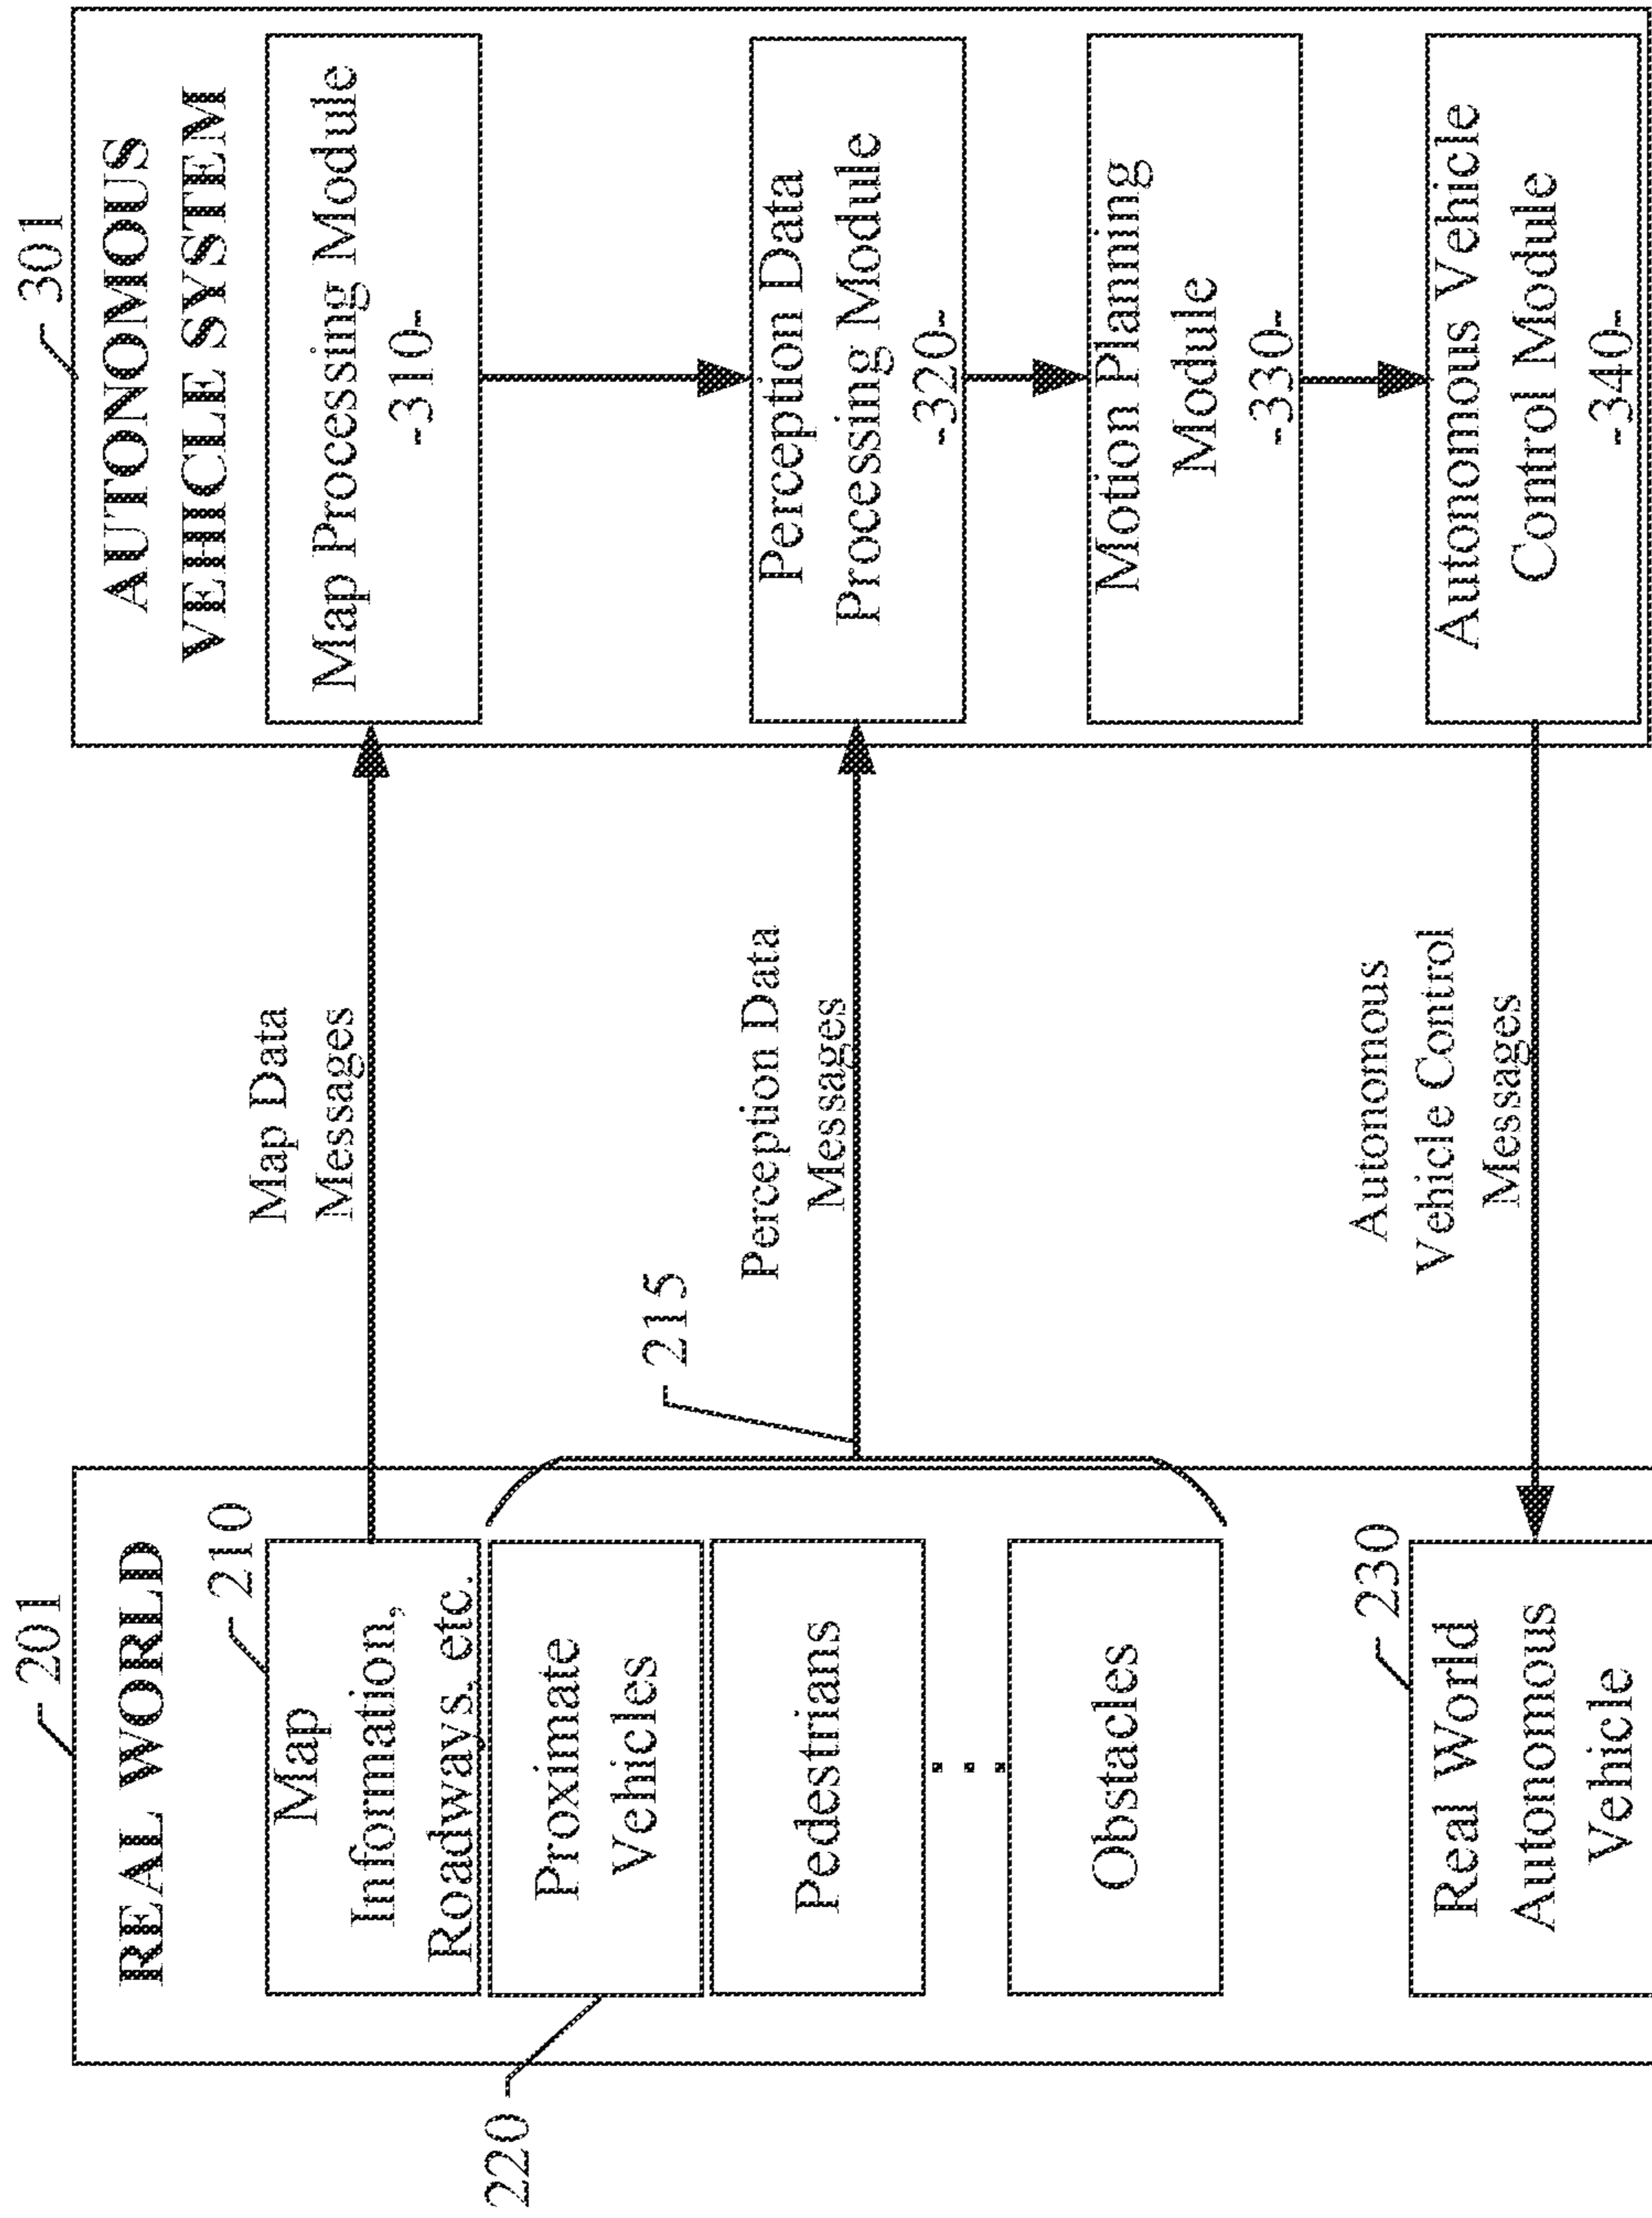 201
REAL WORLD
210
Map
Information,
Roadways, etc.
220
Proximate
Vehicles
Pedestrians
...
Obstacles
230
Real World
Autonomous
Vehicle
Map Data
Messages
215
Perception Data
Messages
Autonomous
Vehicle Control
Messages
301
AUTONOMOUS
VEHICLE SYSTEM
Map Processing Module
-310-
Perception Data
Processing Module
-320-
Motion Planning
Module
-330-
Autonomous Vehicle
Control Module
-340-